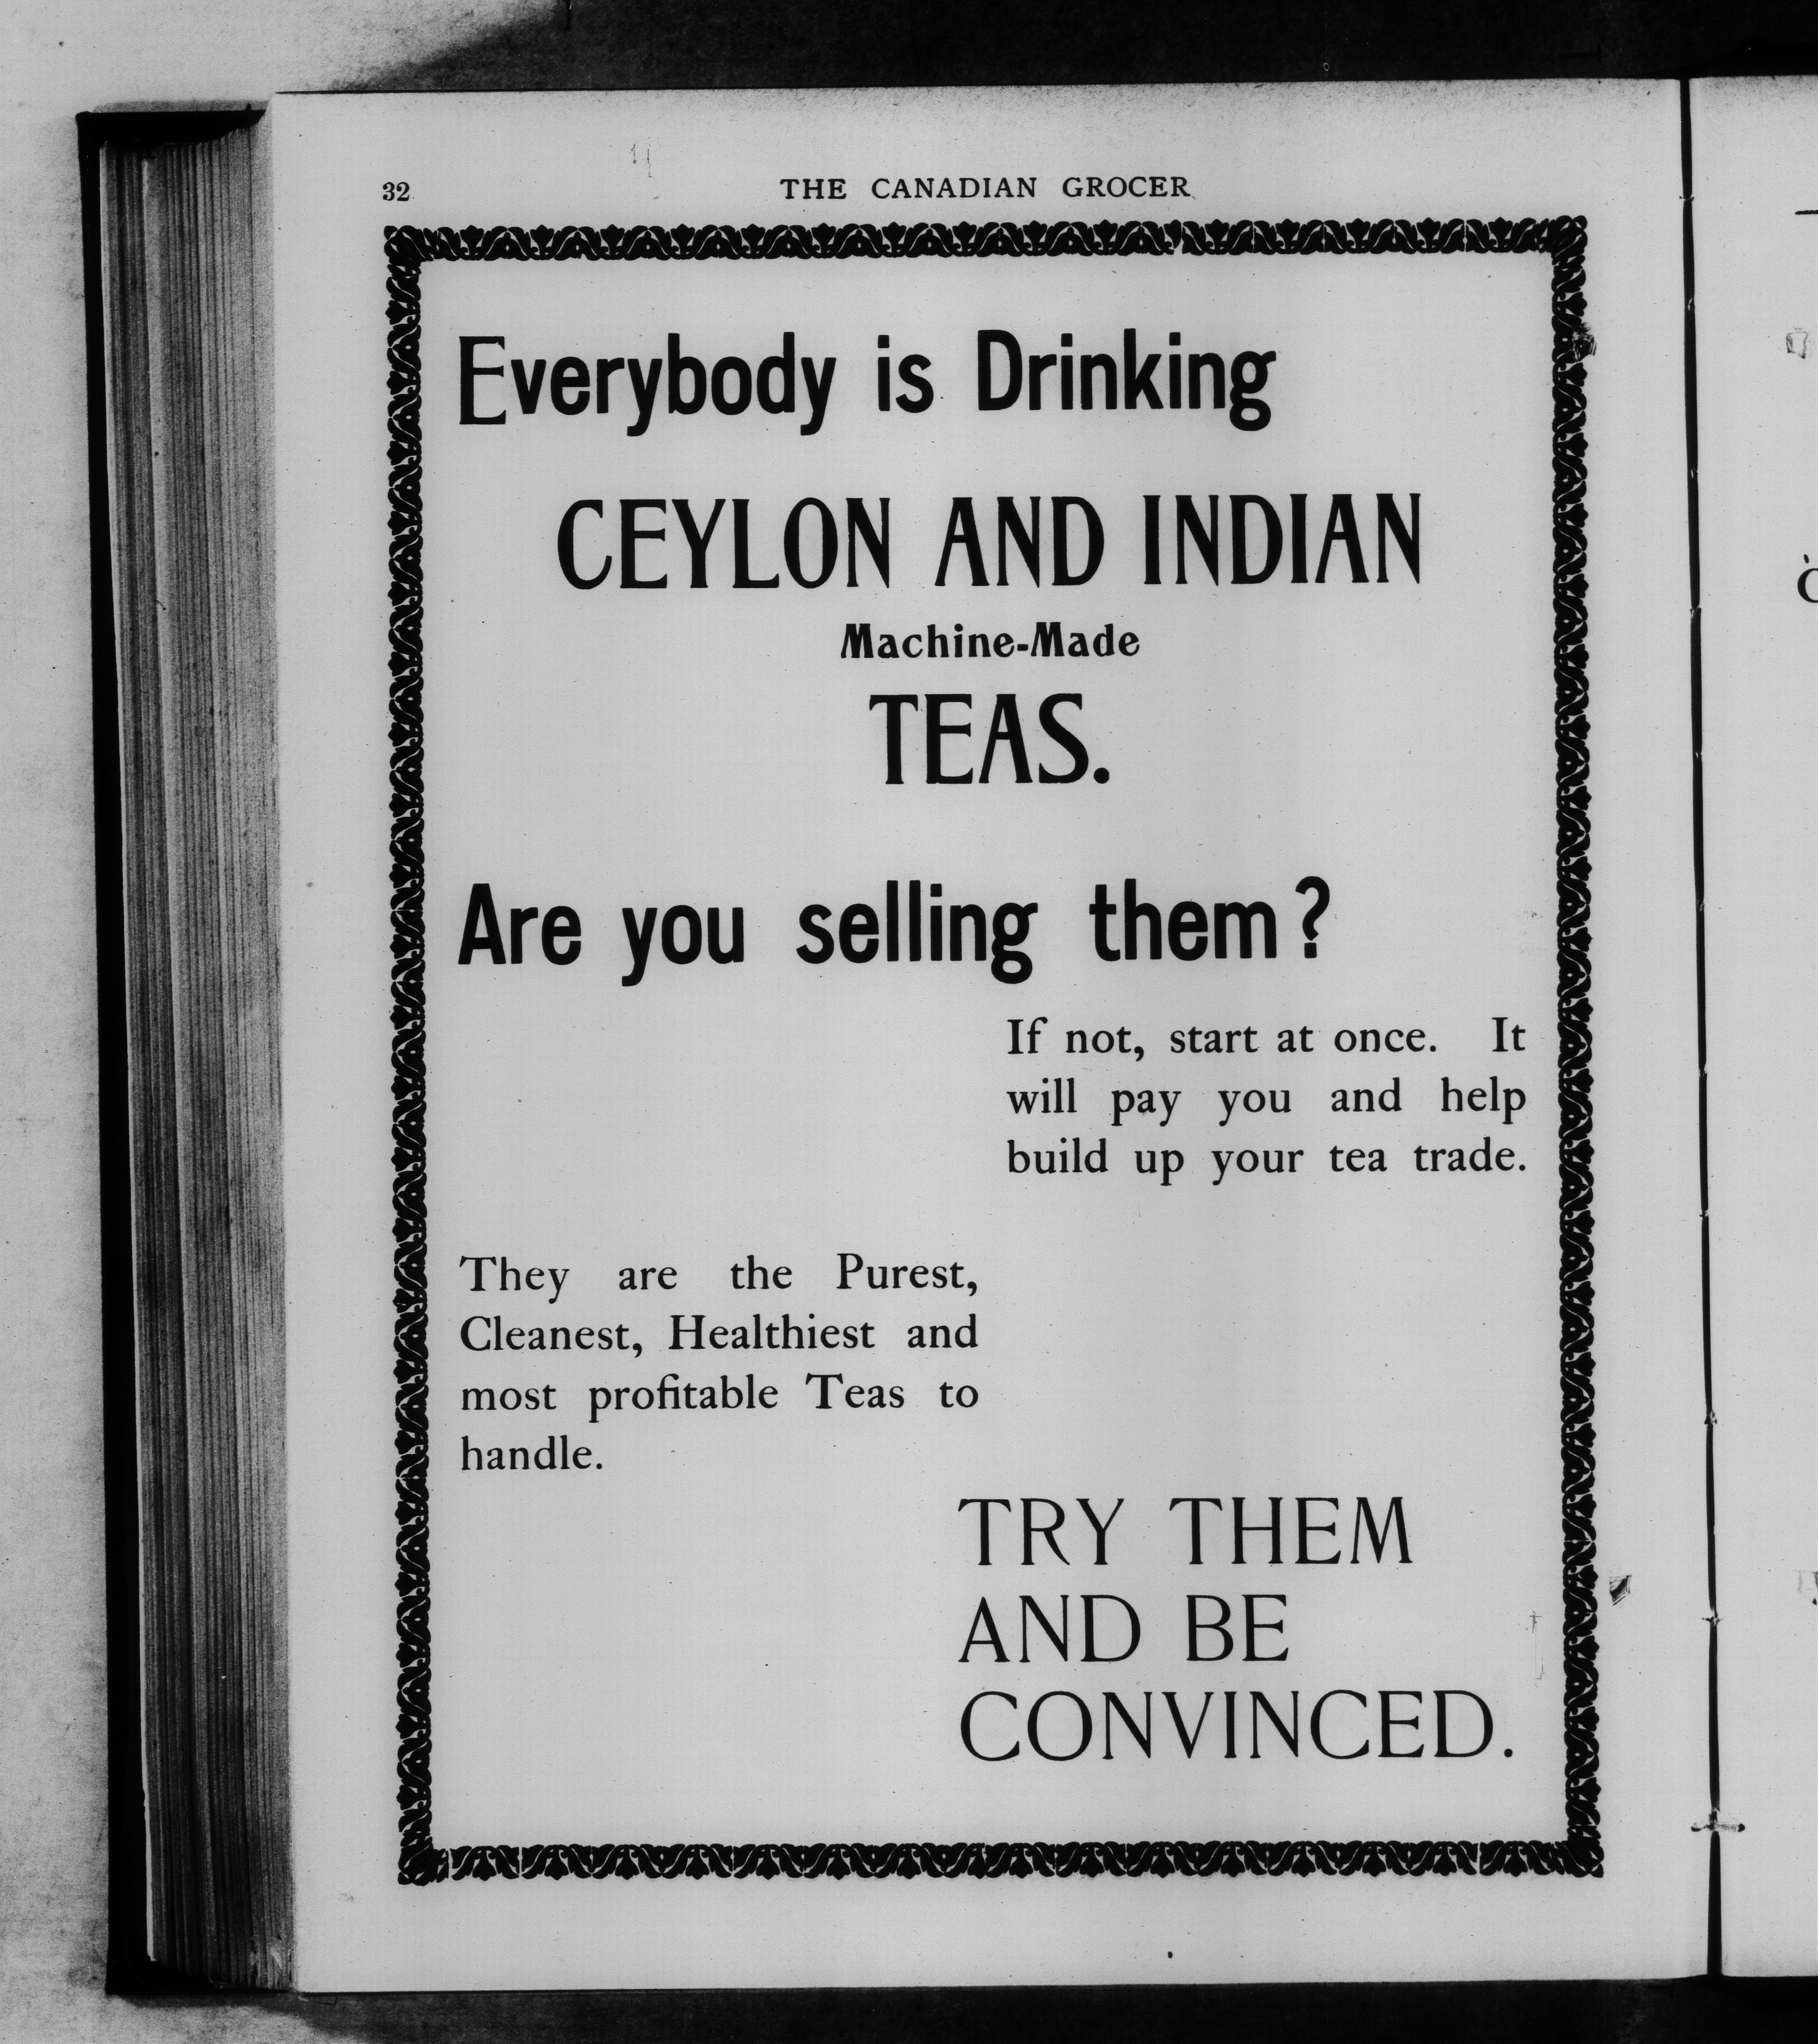 32
THE CANADIAN GROCER
Everybody is Drinking
CEYLON AND INDIAN
Machine-Made
TEAS.
Are you selling them?
If not, start at once. It
will pay you and help
build up your tea trade.
They are the Purest,
Cleanest, Healthiest and
most profitable Teas to
handle.
TRY THEM
AND BE
CONVINCED.